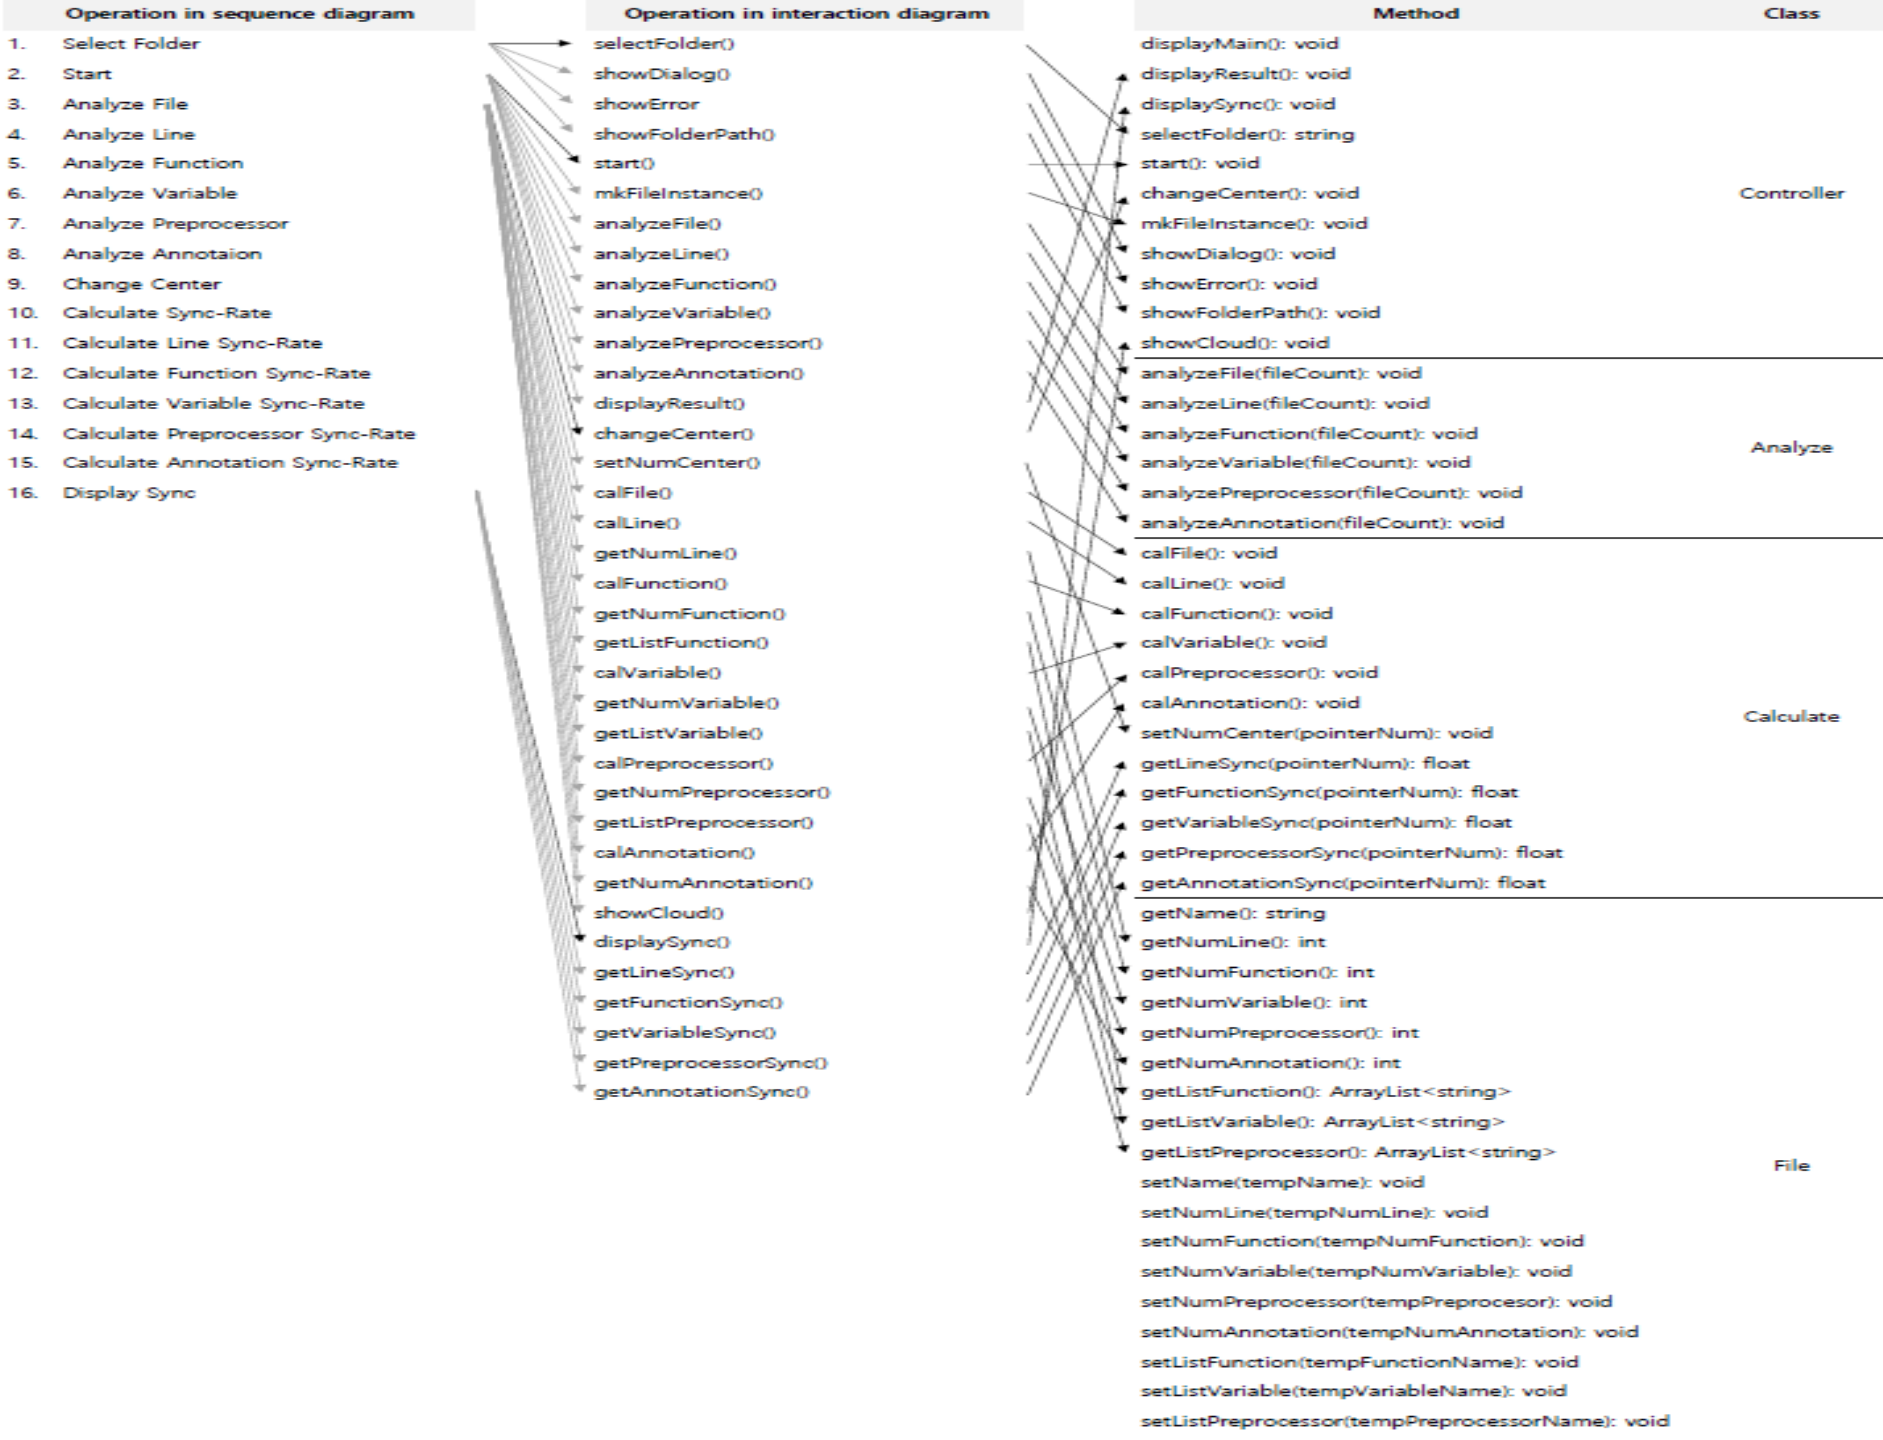 Operation in sequence diagram
1. Select Folder
2. Start
3. Analyze File
4. Analyze Line
5. Analyze Function
6. Analyze Variable
7. Analyze Preprocessor
8. Analyze Annotaion
9. Change Center
10. Calculate Sync-Rate
11. Calculate Line Sync-Rate
12. Calculate Function Sync-Rate
13. Calculate Variable Sync-Rate
14. Calculate Preprocessor Sync-Rate
15. Calculate Annotation Sync-Rate
16. Display Sync
Operation in interaction diagram
selectFolder()
showDialog()
showError
showFolderPath()
start()
mkFileInstance()
analyzeFile()
analyzeLine()
analyzeFunction()
analyzeVariable()
analyzePreprocessor()
analyzeAnnotation()
displayResult()
changeCenter()
setNumCenter()
calFile()
calLine()
getNumLine()
calFunction()
getNumFunction()
getListFunction()
calVariable()
getNumVariable()
getListVariable()
calPreprocessor()
getNumPreprocessor()
getListPreprocessor()
calAnnotation()
getNumAnnotation()
showCloud()
displaySync()
getLineSync()
getFunctionSync()
getVariableSync()
getPreprocessorSync()
getAnnotationSync()
Method
displayMain(): void
displayResult(): void
displaySync(): void
selectFolder(): string
start(): void
changeCenter(): void
mkFileInstance(): void
showDialog(): void
showError(): void
showFolderPath(): void
showCloud(): void
analyzeFile(fileCount): void
analyzeLine(fileCount): void
analyzeFunction(fileCount): void
analyzeVariable(fileCount): void
analyzePreprocessor(fileCount): void
analyzeAnnotation(fileCount): void
calFile(): void
calLine(): void
calFunction(): void
calVariable(): void
calPreprocessor(): void
calAnnotation(): void
setNumCenter(pointerNum): void
getLineSync(pointerNum): float
getFunctionSync(pointerNum): float
getVariableSync(pointerNum): float
getPreprocessorSync(pointerNum): float
getAnnotationSync(pointerNum): float
getName(): string
getNumLine(): int
getNumFunction(): int
getNumVariable(): int
getNumPreprocessor(): int
getNumAnnotation(): int
getListFunction(): ArrayList<string>
getListVariable(): ArrayList<string>
getListPreprocessor(): ArrayList<string>
setName(tempName): void
setNumLine(tempNumLine): void
setNumFunction(tempNumFunction): void
setNumVariable(tempNumVariable): void
setNumPreprocessor(tempPreprocesor): void
setNumAnnotation(tempNumAnnotation): void
setListFunction(tempFunctionName): void
setListVariable(tempVariableName): void
setListPreprocessor(tempPreprocessorName): void
Class
Controller
Analyze
Calculate
File